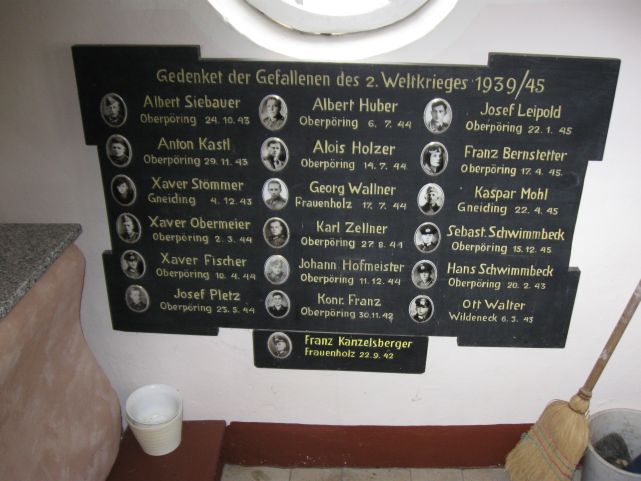 Gedenket der Gefallenen des 2. Weltkrieges 1939/45
Albert Siebauer
Oberpöring 24.10.43
Anton Kastl
Oberpöring 29.11.43
Xaver Stömmer
Gneiding 4.12.43
Xaver Obermeier
Oberpöring 2.3.44
Xaver Fischer
Oberpöring 10.4.44
Josef Pletz
Oberpöring 23.5.44
Albert Huber
Oberpöring 6.7.44
Alois Holzer
Oberpöring 14.7.44
Georg Wallner
Frauenholz 17.7.44
Karl Zellner
Oberpöring 27.8.41
Johann Hofmeister
Oberpöring 11.12.44
Konr. Franz
Oberpöring 30.11.42
Josef Leipold
Oberpöring 22.1.45
Franz Bernstetter
Oberpöring 17.4.45.
Kaspar Mohl
Gneiding 22.4.45
Sebast. Schwimmbeck
Oberpöring 15.12.45
Hans Schwimmbeck
Oberpöring 20.2.43
Ott Walter
Wildeneck 6.3.43
Franz Kanzelsberger
Frauenholz 22.9.42